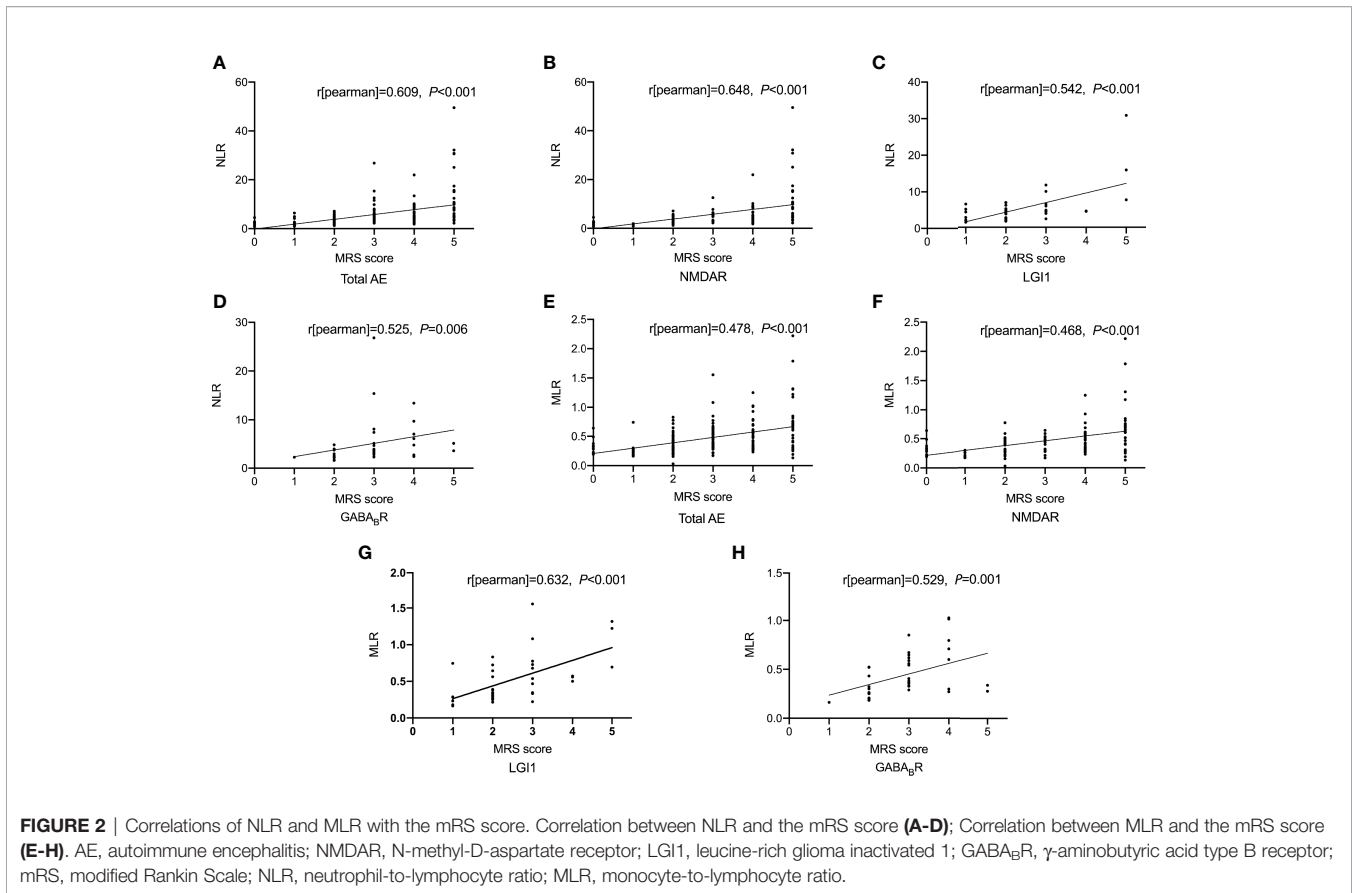 A
r[pearman]=0.609, P<0.001
60
40
20
0
NLR
0 1 2 3 4 5
MRS score
Total AE
B
r[pearman]=0.648, P<0.001
60
40
20
0
NLR
0 1 2 3 4 5
MRS score
NMDAR
C
r[pearman]=0.542, P<0.001
40
30
20
10
0
NLR
0 1 2 3 4 5
MRS score
LGI1
D
r[pearman]=0.525, P=0.006
30
20
10
0
NLR
0 1 2 3 4 5
MRS score
GABABR
E
r[pearman]=0.478, P<0.001
2.5
2.0
1.5
1.0
0.5
0.0
MLR
0 1 2 3 4 5
MRS score
Total AE
F
r[pearman]=0.468, P<0.001
2.5
2.0
1.5
1.0
0.5
0.0
MLR
0 1 2 3 4 5
MRS score
NMDAR
G
r[pearman]=0.632, P<0.001
2.0
1.5
1.0
0.5
0.0
MLR
0 1 2 3 4 5
MRS score
LGI1
H
r[pearman]=0.529, P=0.001
1.5
1.0
0.5
0.0
MLR
0 1 2 3 4 5
MRS score
GABABR
FIGURE 2 | Correlations of NLR and MLR with the mRS score. Correlation between NLR and the mRS score (A-D); Correlation between MLR and the mRS score
(E-H). AE, autoimmune encephalitis; NMDAR, N-methyl-D-aspartate receptor; LGI1, leucine-rich glioma inactivated 1; GABABR, γ-aminobutyric acid type B receptor;
mRS, modified Rankin Scale; NLR, neutrophil-to-lymphocyte ratio; MLR, monocyte-to-lymphocyte ratio.